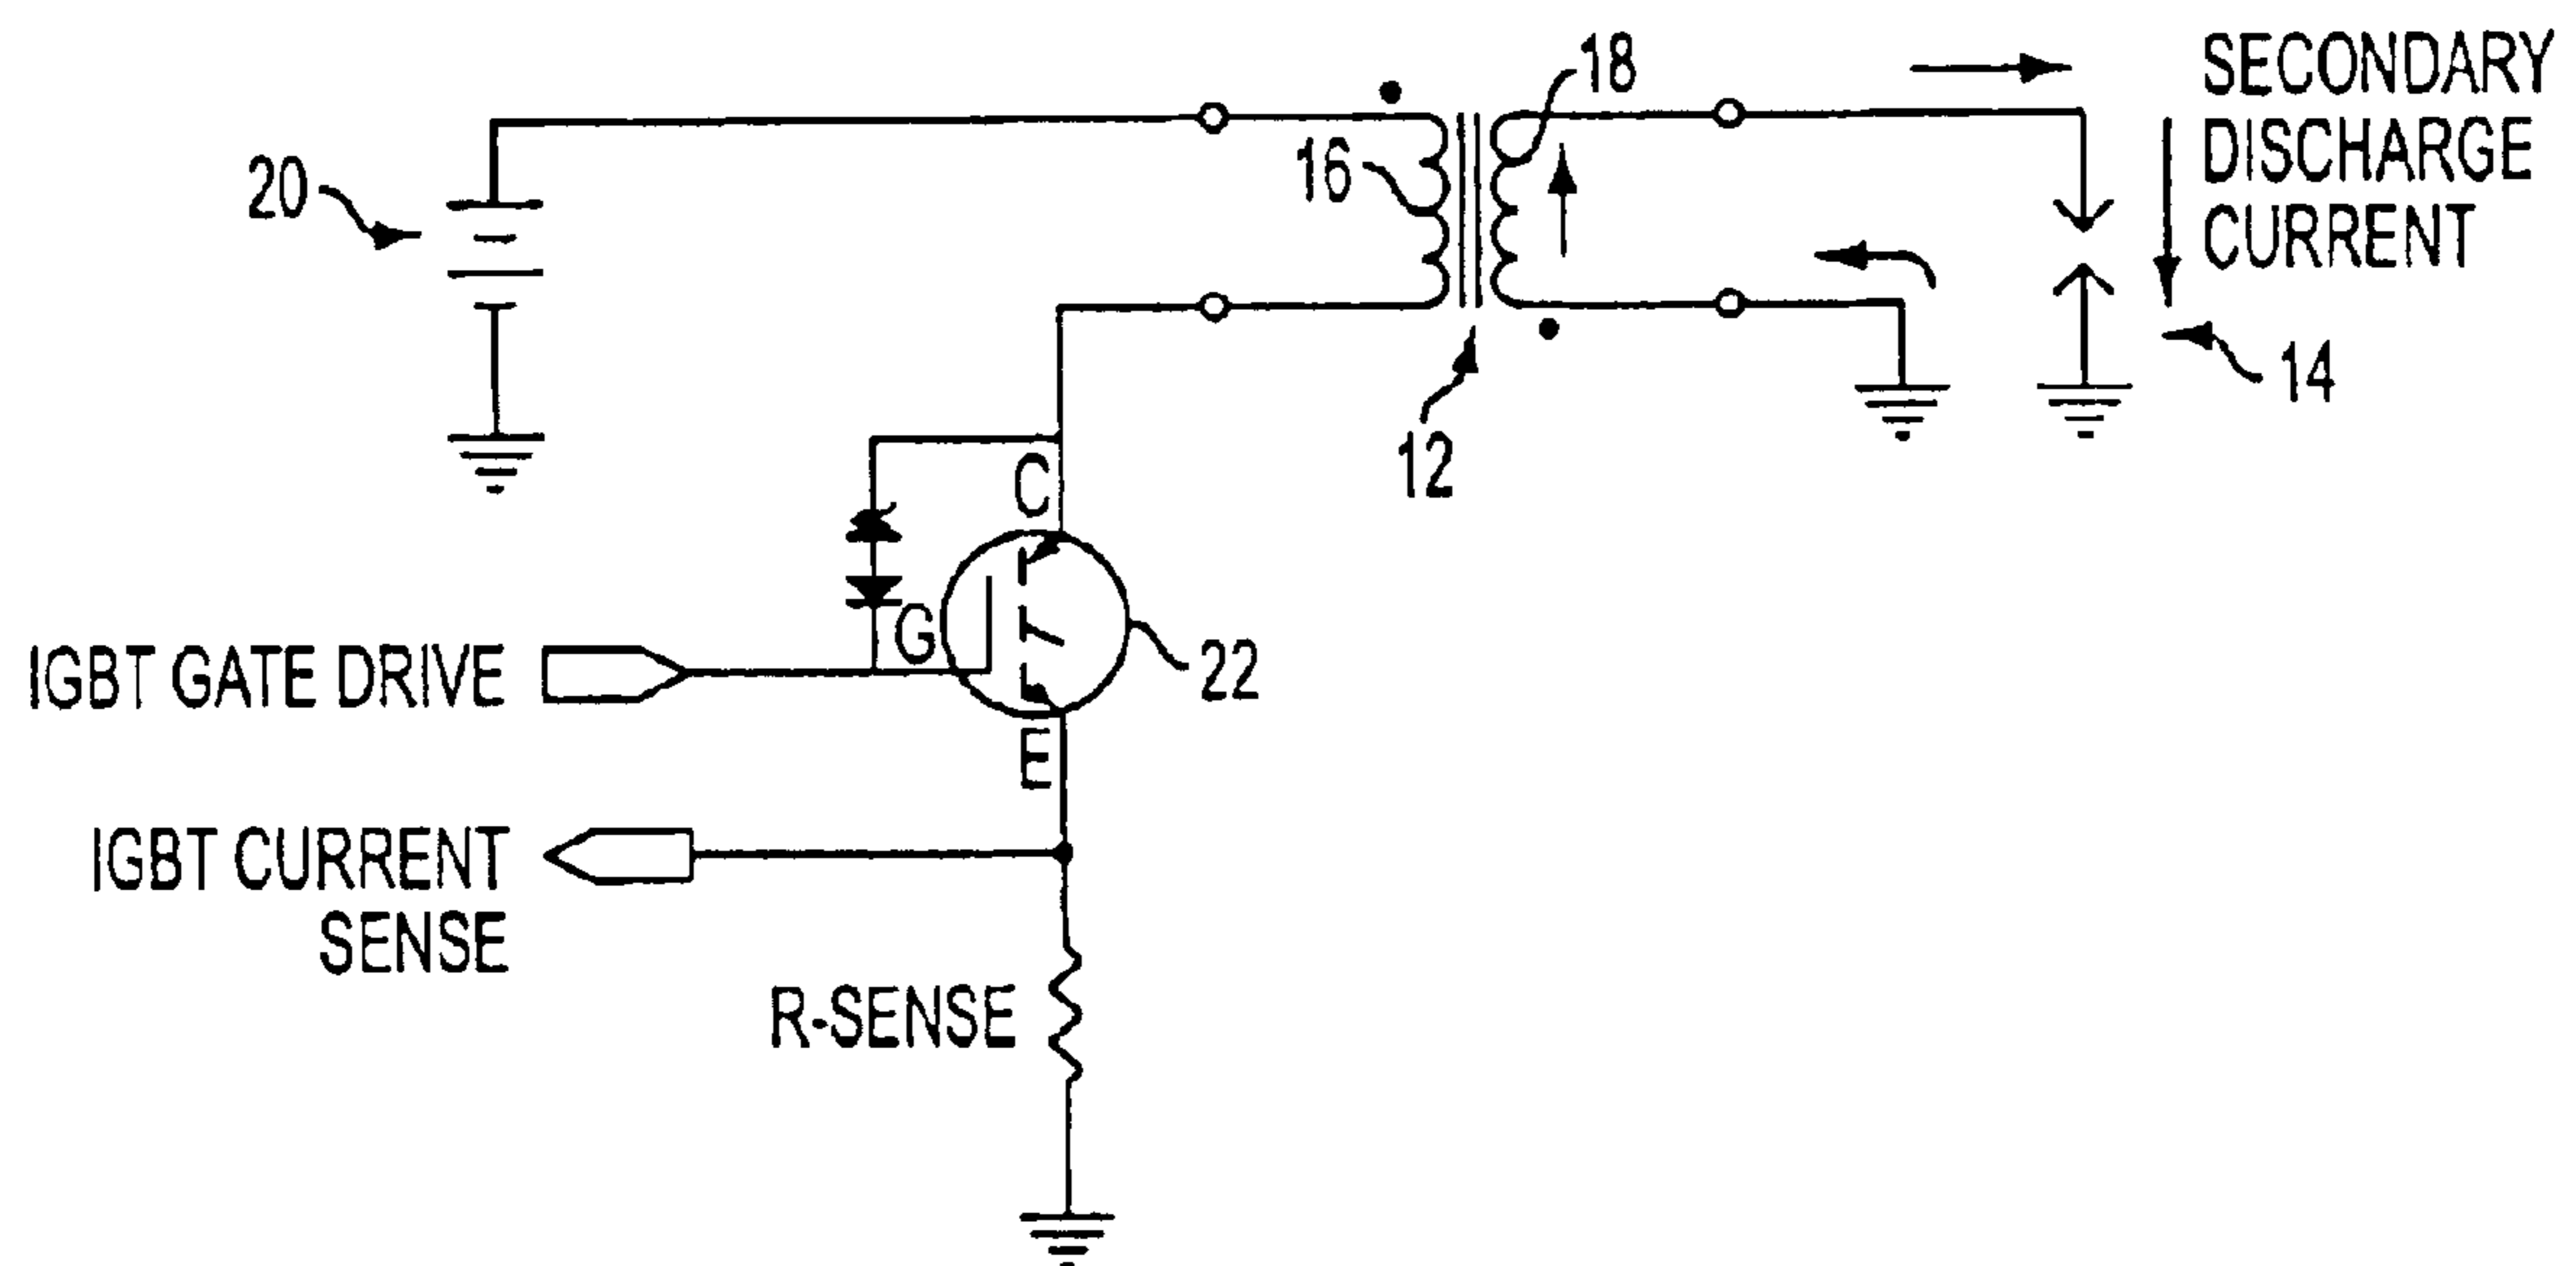 18
SECONDARY
DISCHARGE
CURRENT
16
20
14
12
C
G
IGBT GATE DRIVE
22
E
IGBT CURRENT
SENSE
R-SENSE